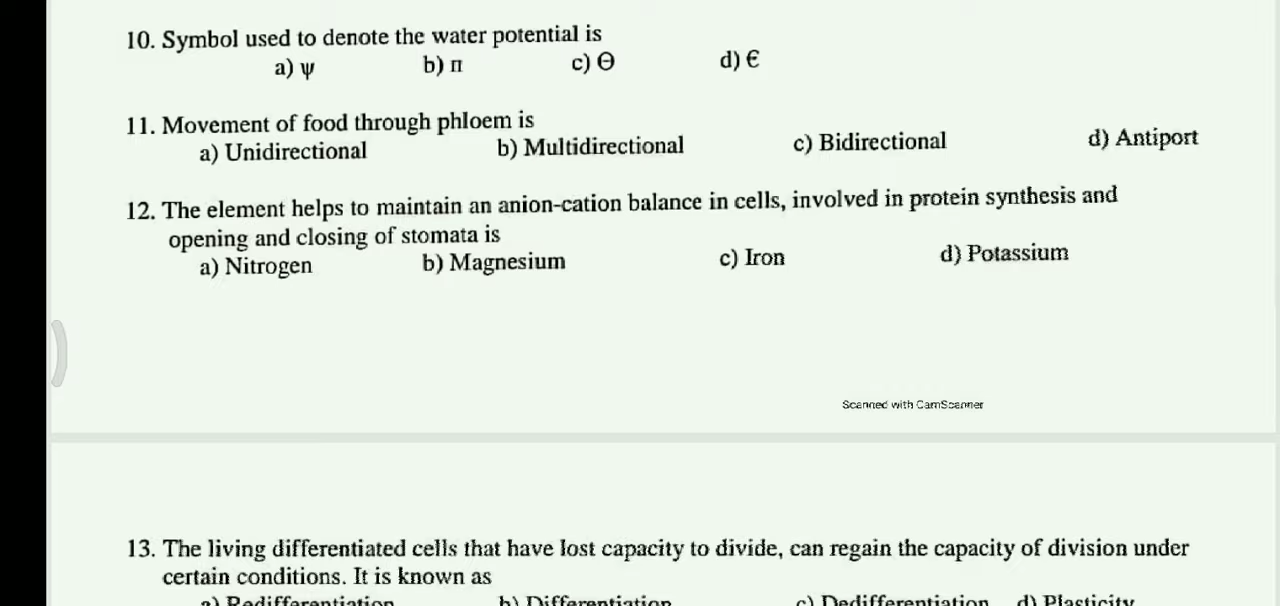 10. Symbol used to denote the water potential is
a) ψ b) π c) Θ d) €
11. Movement of food through phloem is
a) Unidirectional b) Multidirectional c) Bidirectional d) Antiport
12. The element helps to maintain an anion-cation balance in cells, involved in protein synthesis and
opening and closing of stomata is
a) Nitrogen b) Magnesium c) Iron d) Potassium
Scanned with CamScanner
13. The living differentiated cells that have lost capacity to divide, can regain the capacity of division under
certain conditions. It is known as
a) Redifferentiation b) Differentiation c) Dedifferentiation d) Plasticity